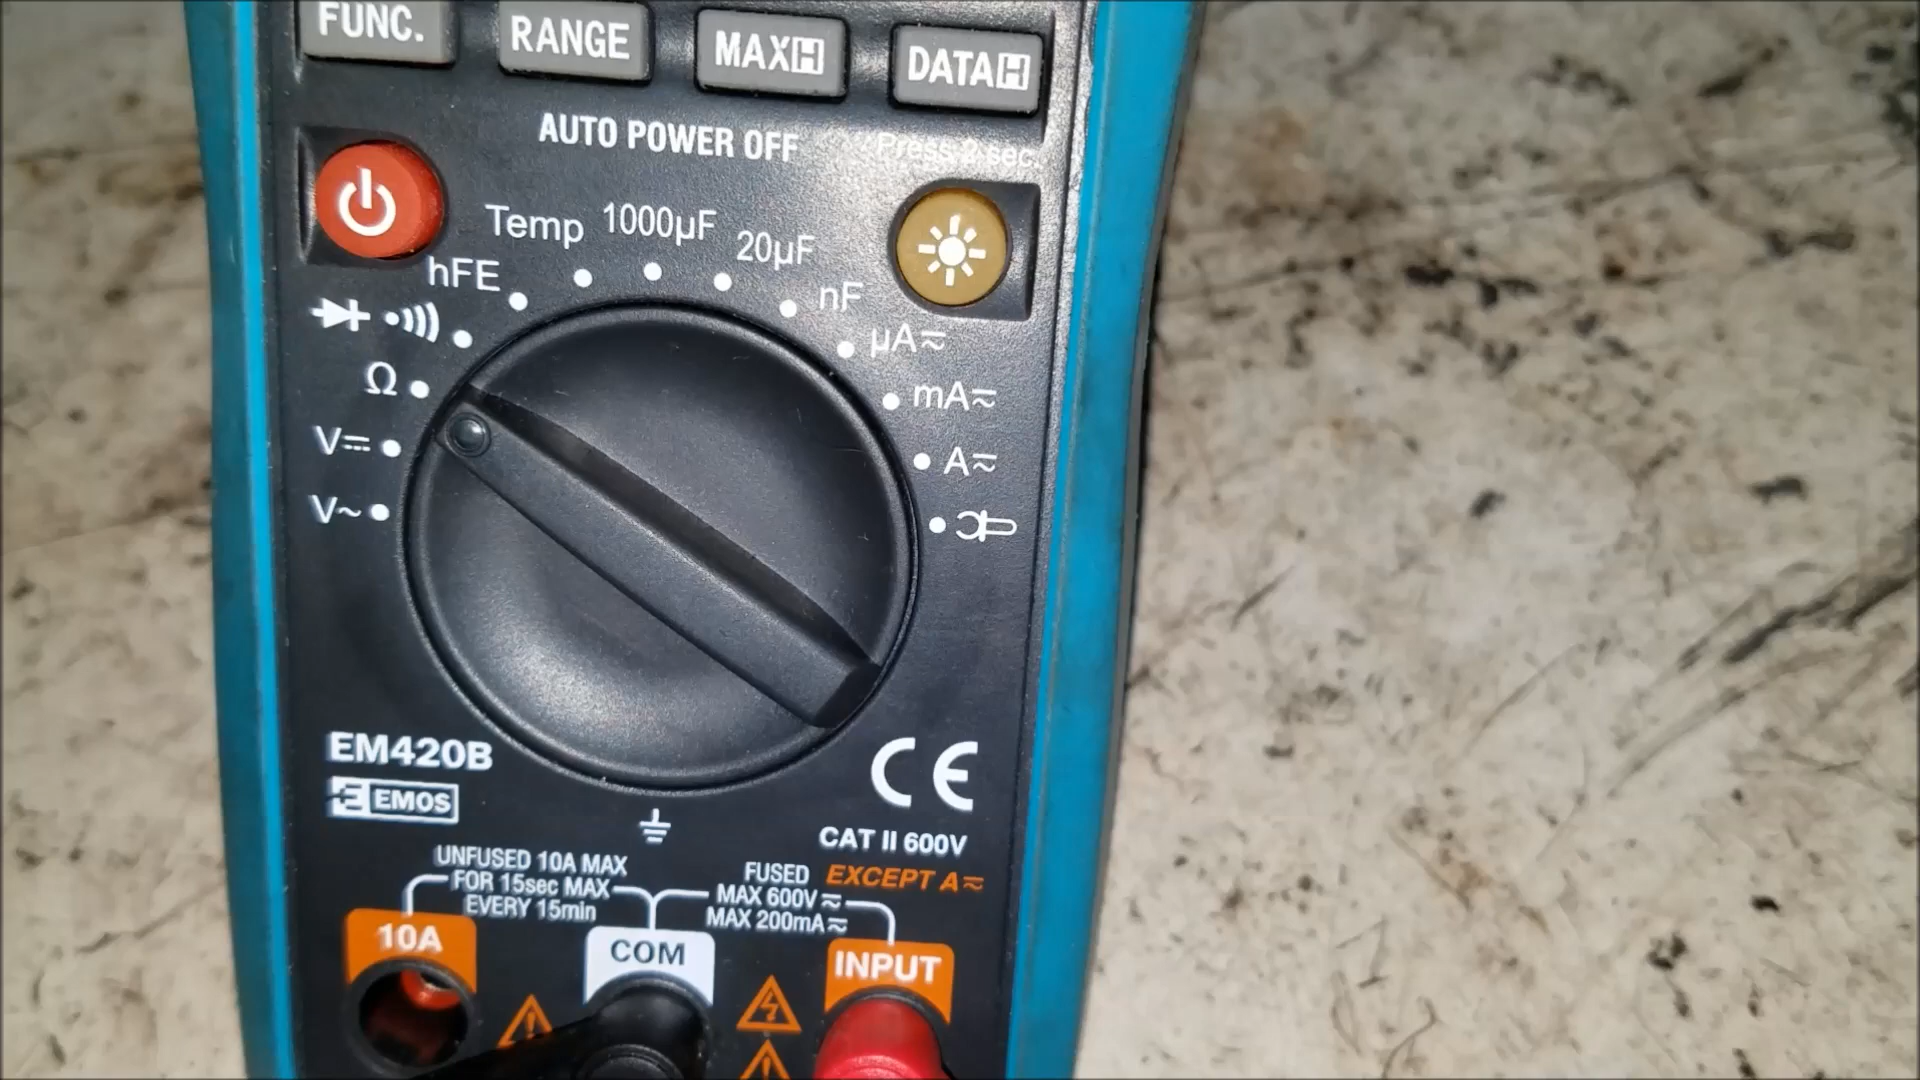 FUNC. RANGE MAXH DATAH
AUTO POWER OFF Press 2 sec.
Temp 1000µF 20µF
hFE nF
µA≂
Ω mA≂
V⎓ A≂
V~
EM420B
EMOS
CE
CAT II 600V
EXCEPT A≂
UNFUSED 10A MAX
FOR 15sec MAX
EVERY 15min
FUSED
MAX 600V≂
MAX 200mA≂
10A COM INPUT